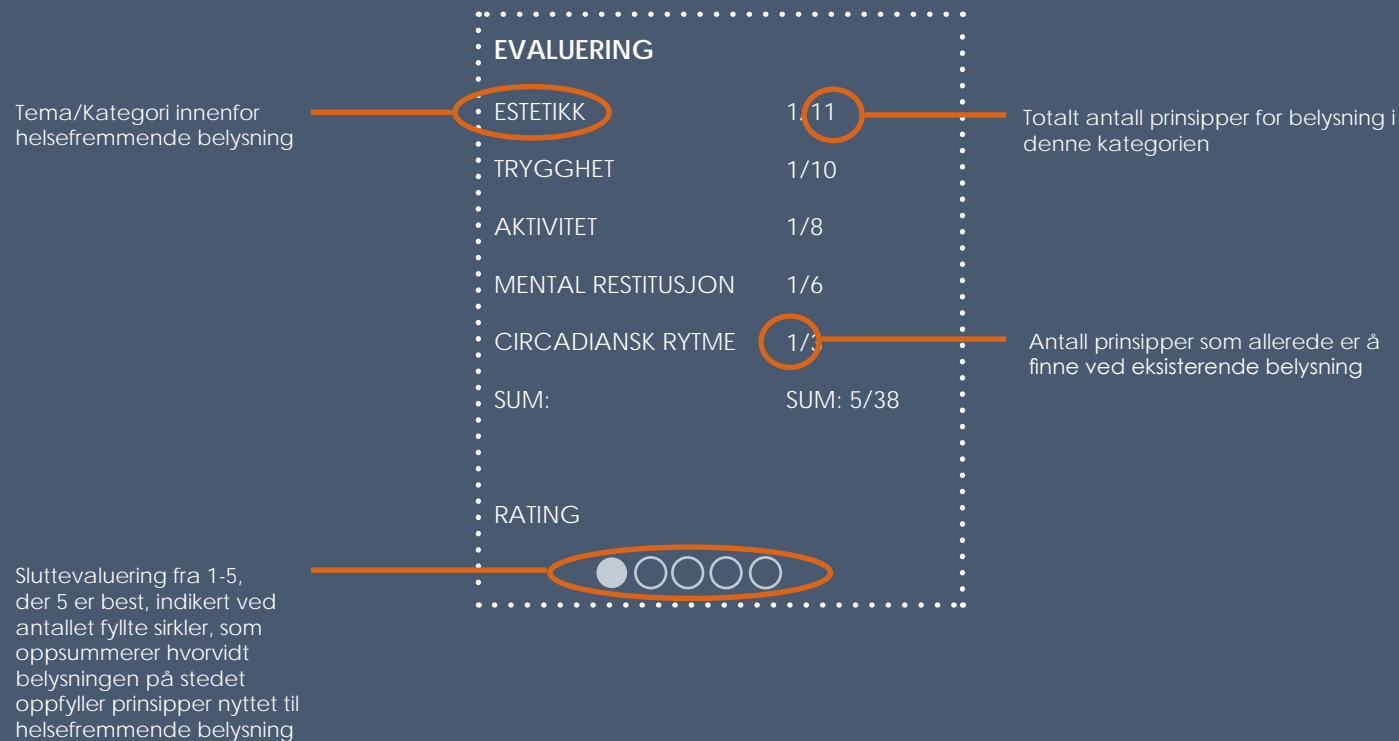 EVALUERING
Tema/Kategori innenfor
helsefremmende belysning
ESTETIKK 1/11
Totalt antall prinsipper for belysning i
denne kategorien
TRYGGHET 1/10
AKTIVITET 1/8
MENTAL RESTITUSJON 1/6
CIRCADIANSK RYTME 1/3
Antall prinsipper som allerede er å
finne ved eksisterende belysning
SUM: SUM: 5/38
RATING
Sluttevaluering fra 1-5,
der 5 er best, indikert ved
antallet fyllte sirkler, som
oppsummerer hvorvidt
belysningen på stedet
oppfyller prinsipper nyttet til
helsefremmende belysning